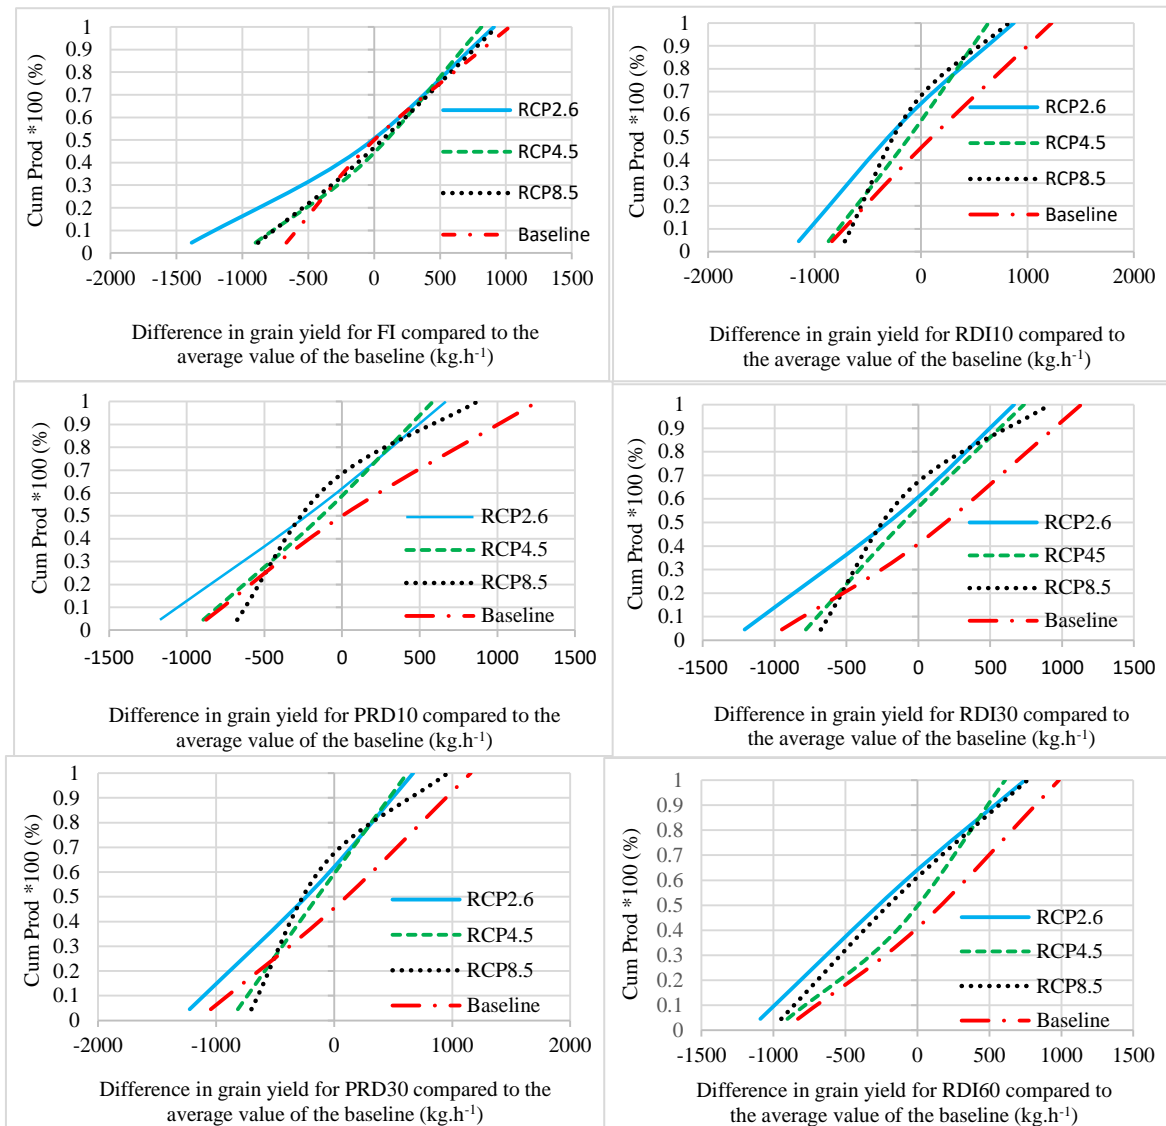 Cum Prod *100 (%)
1
0.9
0.8
0.7
0.6
0.5
0.4
0.3
0.2
0.1
0
-2000 -1500 -1000 -500 0 500 1000 1500
RCP2.6
RCP4.5
RCP8.5
Baseline
Difference in grain yield for FI compared to the
average value of the baseline (kg.h-1)
Cum Prod *100 (%)
1
0.9
0.8
0.7
0.6
0.5
0.4
0.3
0.2
0.1
0
-2000 -1000 0 1000 2000
RCP2.6
RCP4.5
RCP8.5
Baseline
Difference in grain yield for RDI10 compared to
the average value of the baseline (kg.h-1)
Cum Prod *100 (%)
1
0.9
0.8
0.7
0.6
0.5
0.4
0.3
0.2
0.1
0
-1500 -1000 -500 0 500 1000 1500
RCP2.6
RCP4.5
RCP8.5
Baseline
Difference in grain yield for PRD10 compared to the
average value of the baseline (kg.h-1)
Cum Prod *100 (%)
1
0.9
0.8
0.7
0.6
0.5
0.4
0.3
0.2
0.1
0
-1500 -1000 -500 0 500 1000 1500
RCP2.6
RCP45
RCP8.5
Baseline
Difference in grain yield for RDI30 compared to
the average value of the baseline (kg.h-1)
Cum Prod *100 (%)
1
0.9
0.8
0.7
0.6
0.5
0.4
0.3
0.2
0.1
0
-2000 -1000 0 1000 2000
RCP2.6
RCP4.5
RCP8.5
Baseline
Difference in grain yield for PRD30 compared to the
average value of the baseline (kg.h-1)
Cum Prod *100 (%)
1
0.9
0.8
0.7
0.6
0.5
0.4
0.3
0.2
0.1
0
-1500 -1000 -500 0 500 1000 1500
RCP2.6
RCP4.5
RCP8.5
Baseline
Difference in grain yield for RDI60 compared to
the average value of the baseline (kg.h-1)